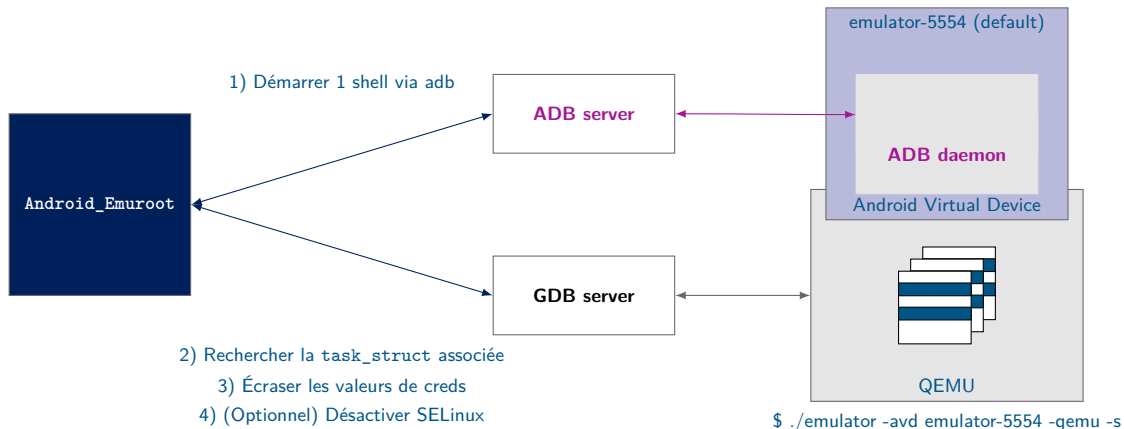 emulator-5554 (default)
1) Démarrer 1 shell via adb
ADB server
ADB daemon
Android_Emuroot
Android Virtual Device
GDB server
2) Rechercher la task_struct associée
3) Écraser les valeurs de creds
4) (Optionnel) Désactiver SELinux
QEMU
$ ./emulator -avd emulator-5554 -qemu -s